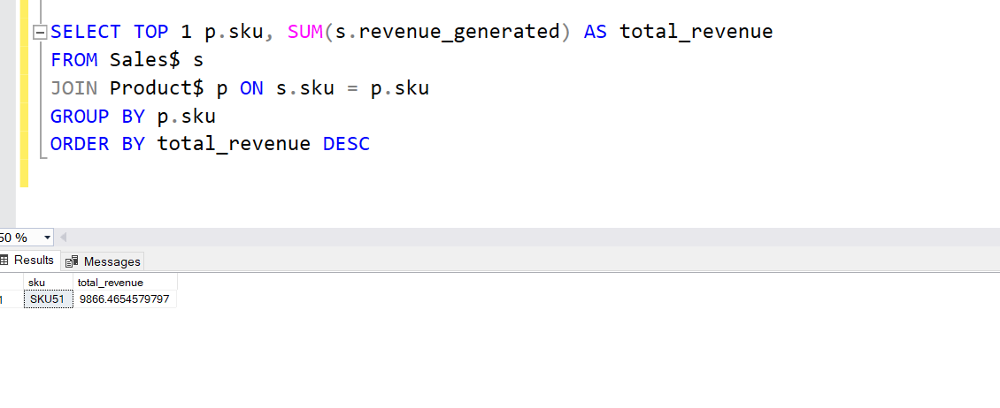 SELECT TOP 1 p.sku, SUM(s.revenue_generated) AS total_revenue
FROM Sales$ s
JOIN Product$ p ON s.sku = p.sku
GROUP BY p.sku
ORDER BY total_revenue DESC
50 %
Results Messages
sku total_revenue
1 SKU51 9866.4654579797